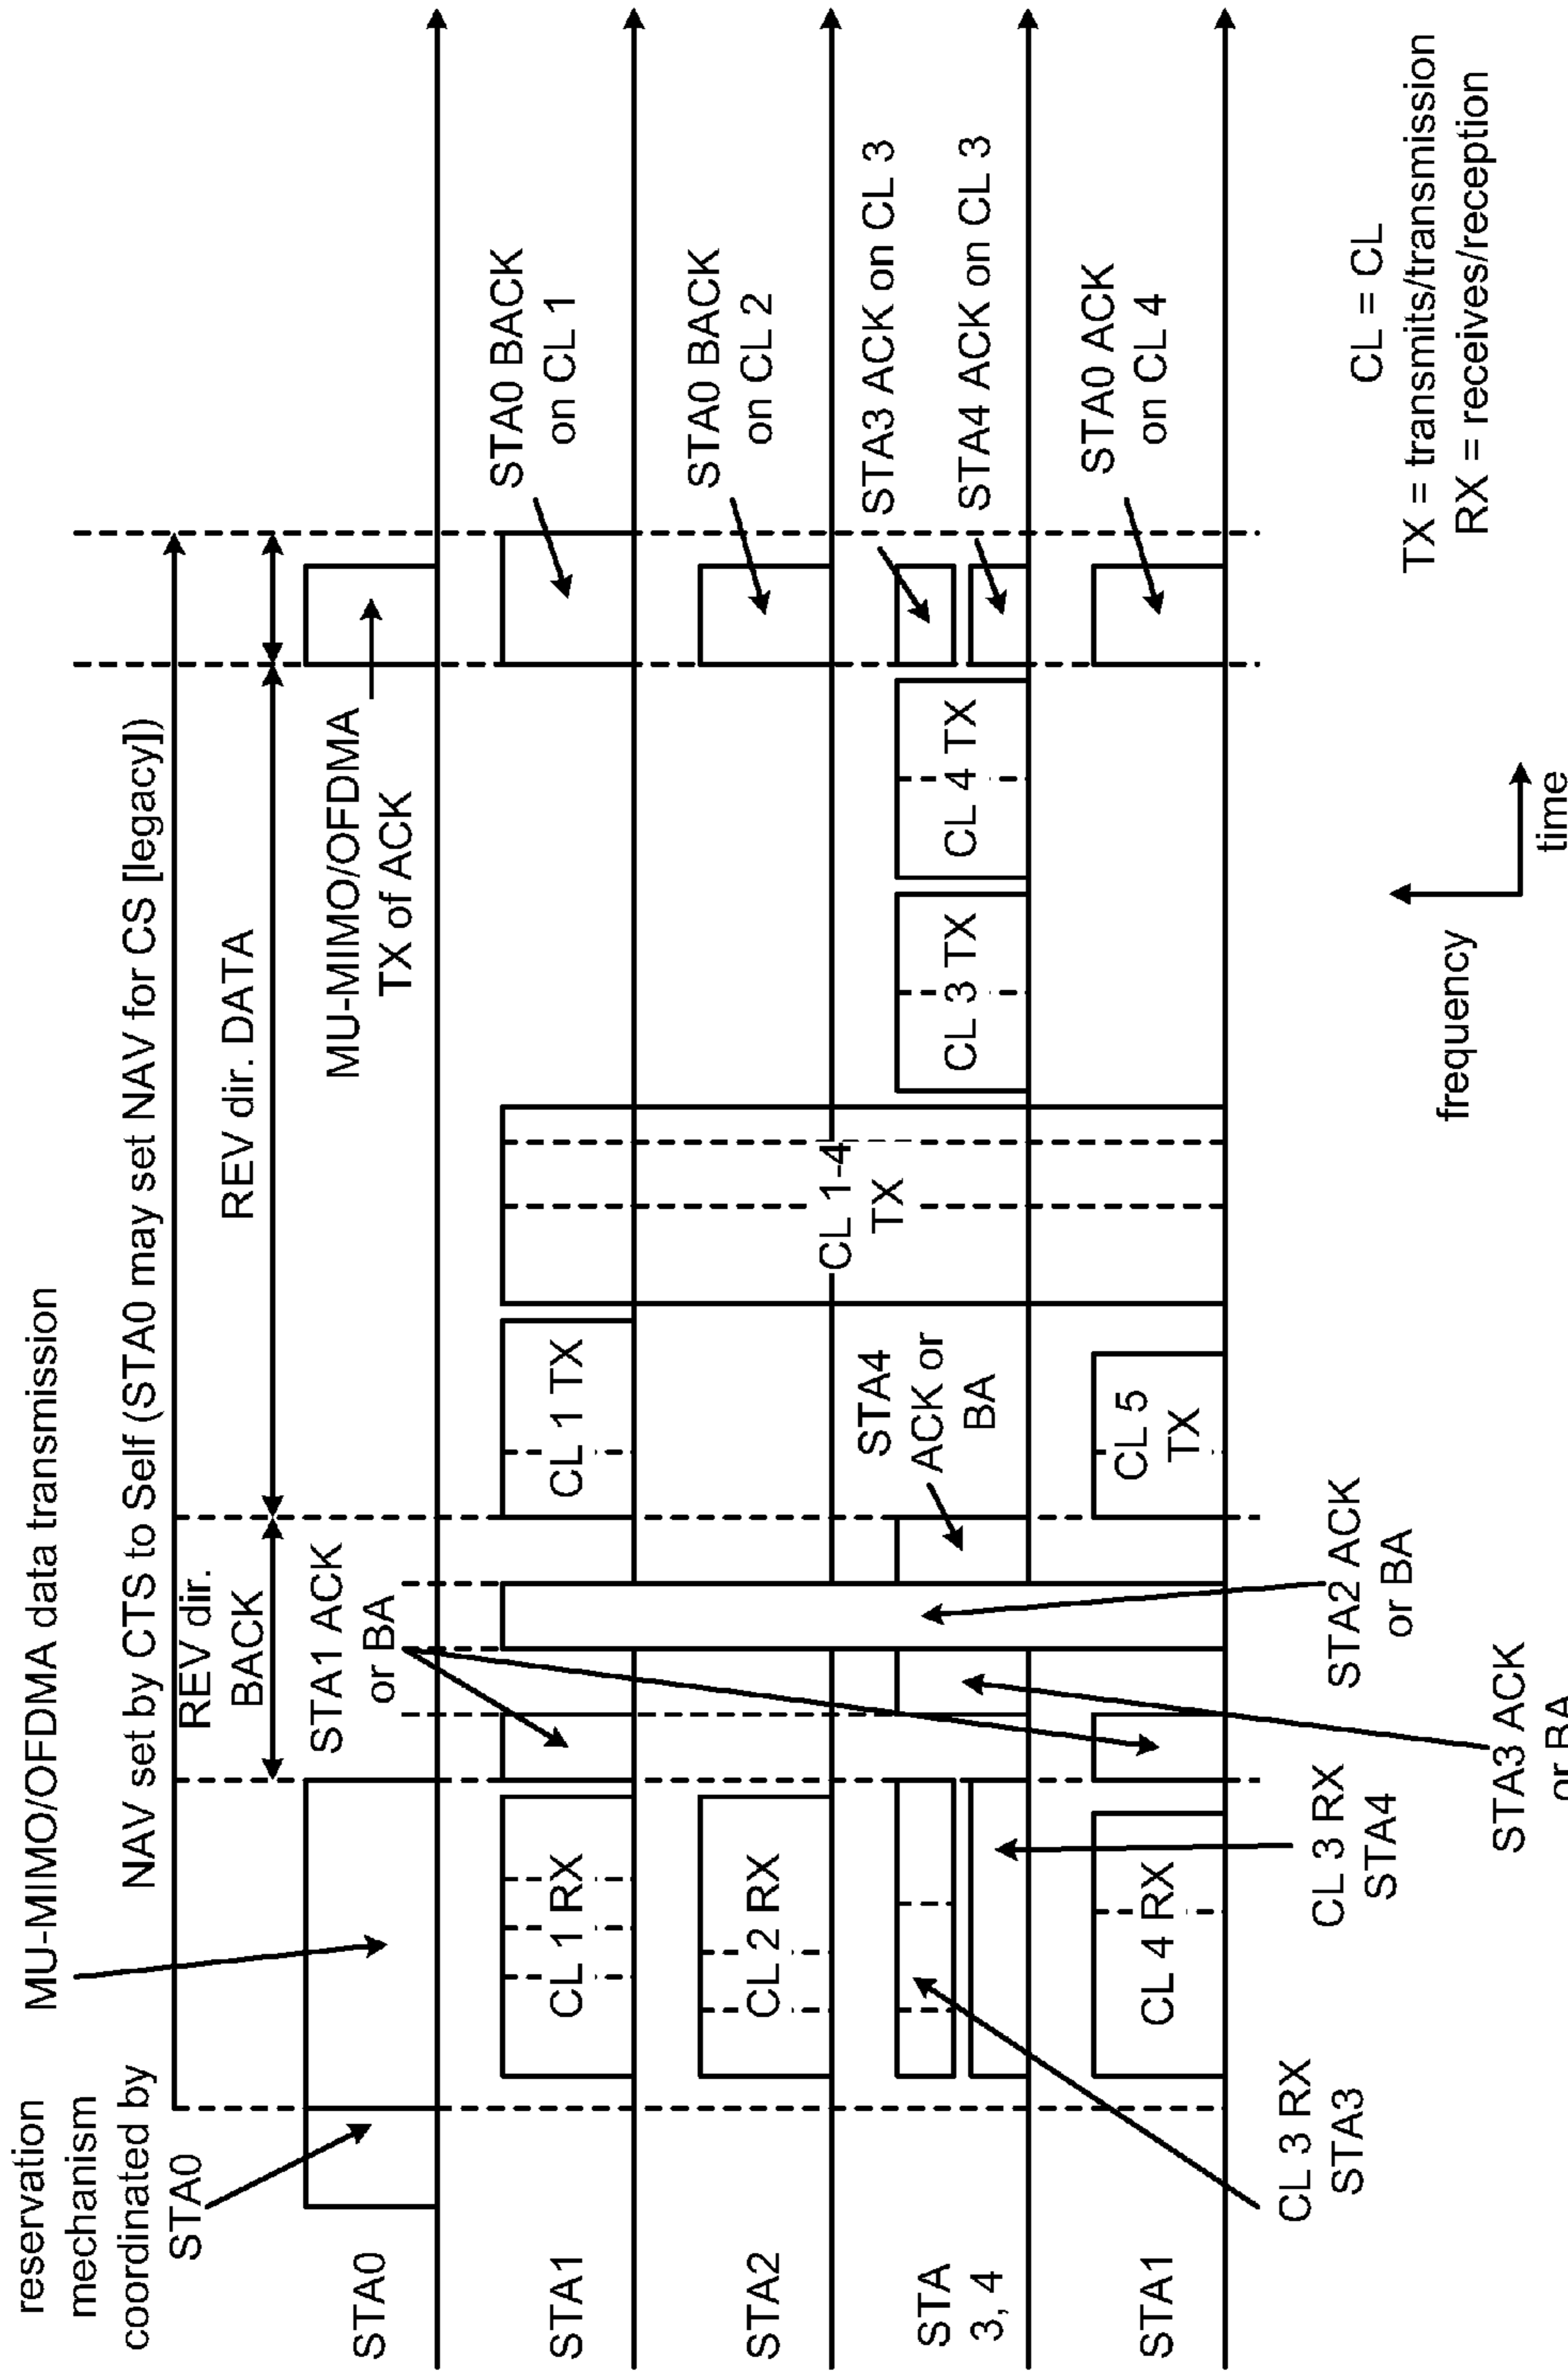 reservation
mechanism
coordinated by
STA0
MU-MIMO/OFDMA data transmission
NAV set by CTS to Self (STA0 may set NAV for CS [legacy])
REV dir.
BACK
REV dir. DATA
STA0
STA1 ACK
or BA
MU-MIMO/OFDMA
TX of ACK
STA1
CL 1 RX
CL 1 TX
STA0 BACK
on CL 1
STA2
CL 2 RX
CL 1-4
TX
STA0 BACK
on CL 2
STA
3, 4
STA4
ACK or
BA
CL 3 TX
CL 4 TX
STA3 ACK on CL 3
STA4 ACK on CL 3
STA1
CL 4 RX
CL 5
TX
STA0 ACK
on CL 4
CL 3 RX
STA3
CL 3 RX
STA4
STA2 ACK
or BA
STA3 ACK
or BA
frequency
time
CL = CL
TX = transmits/transmission
RX = receives/reception